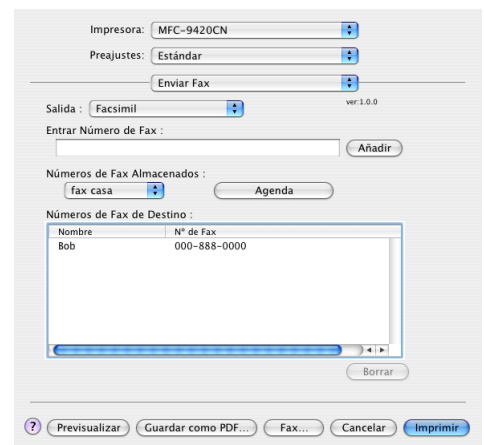 Impresora: MFC-9420CN
Preajustes: Estándar
Enviar Fax
Salida : Facsimil ver:1.0.0
Entrar Número de Fax :
Añadir
Números de Fax Almacenados :
fax casa Agenda
Números de Fax de Destino :
Nombre Nº de Fax
Bob 000-888-0000
Borrar
? Previsualizar Guardar como PDF... Fax... Cancelar Imprimir